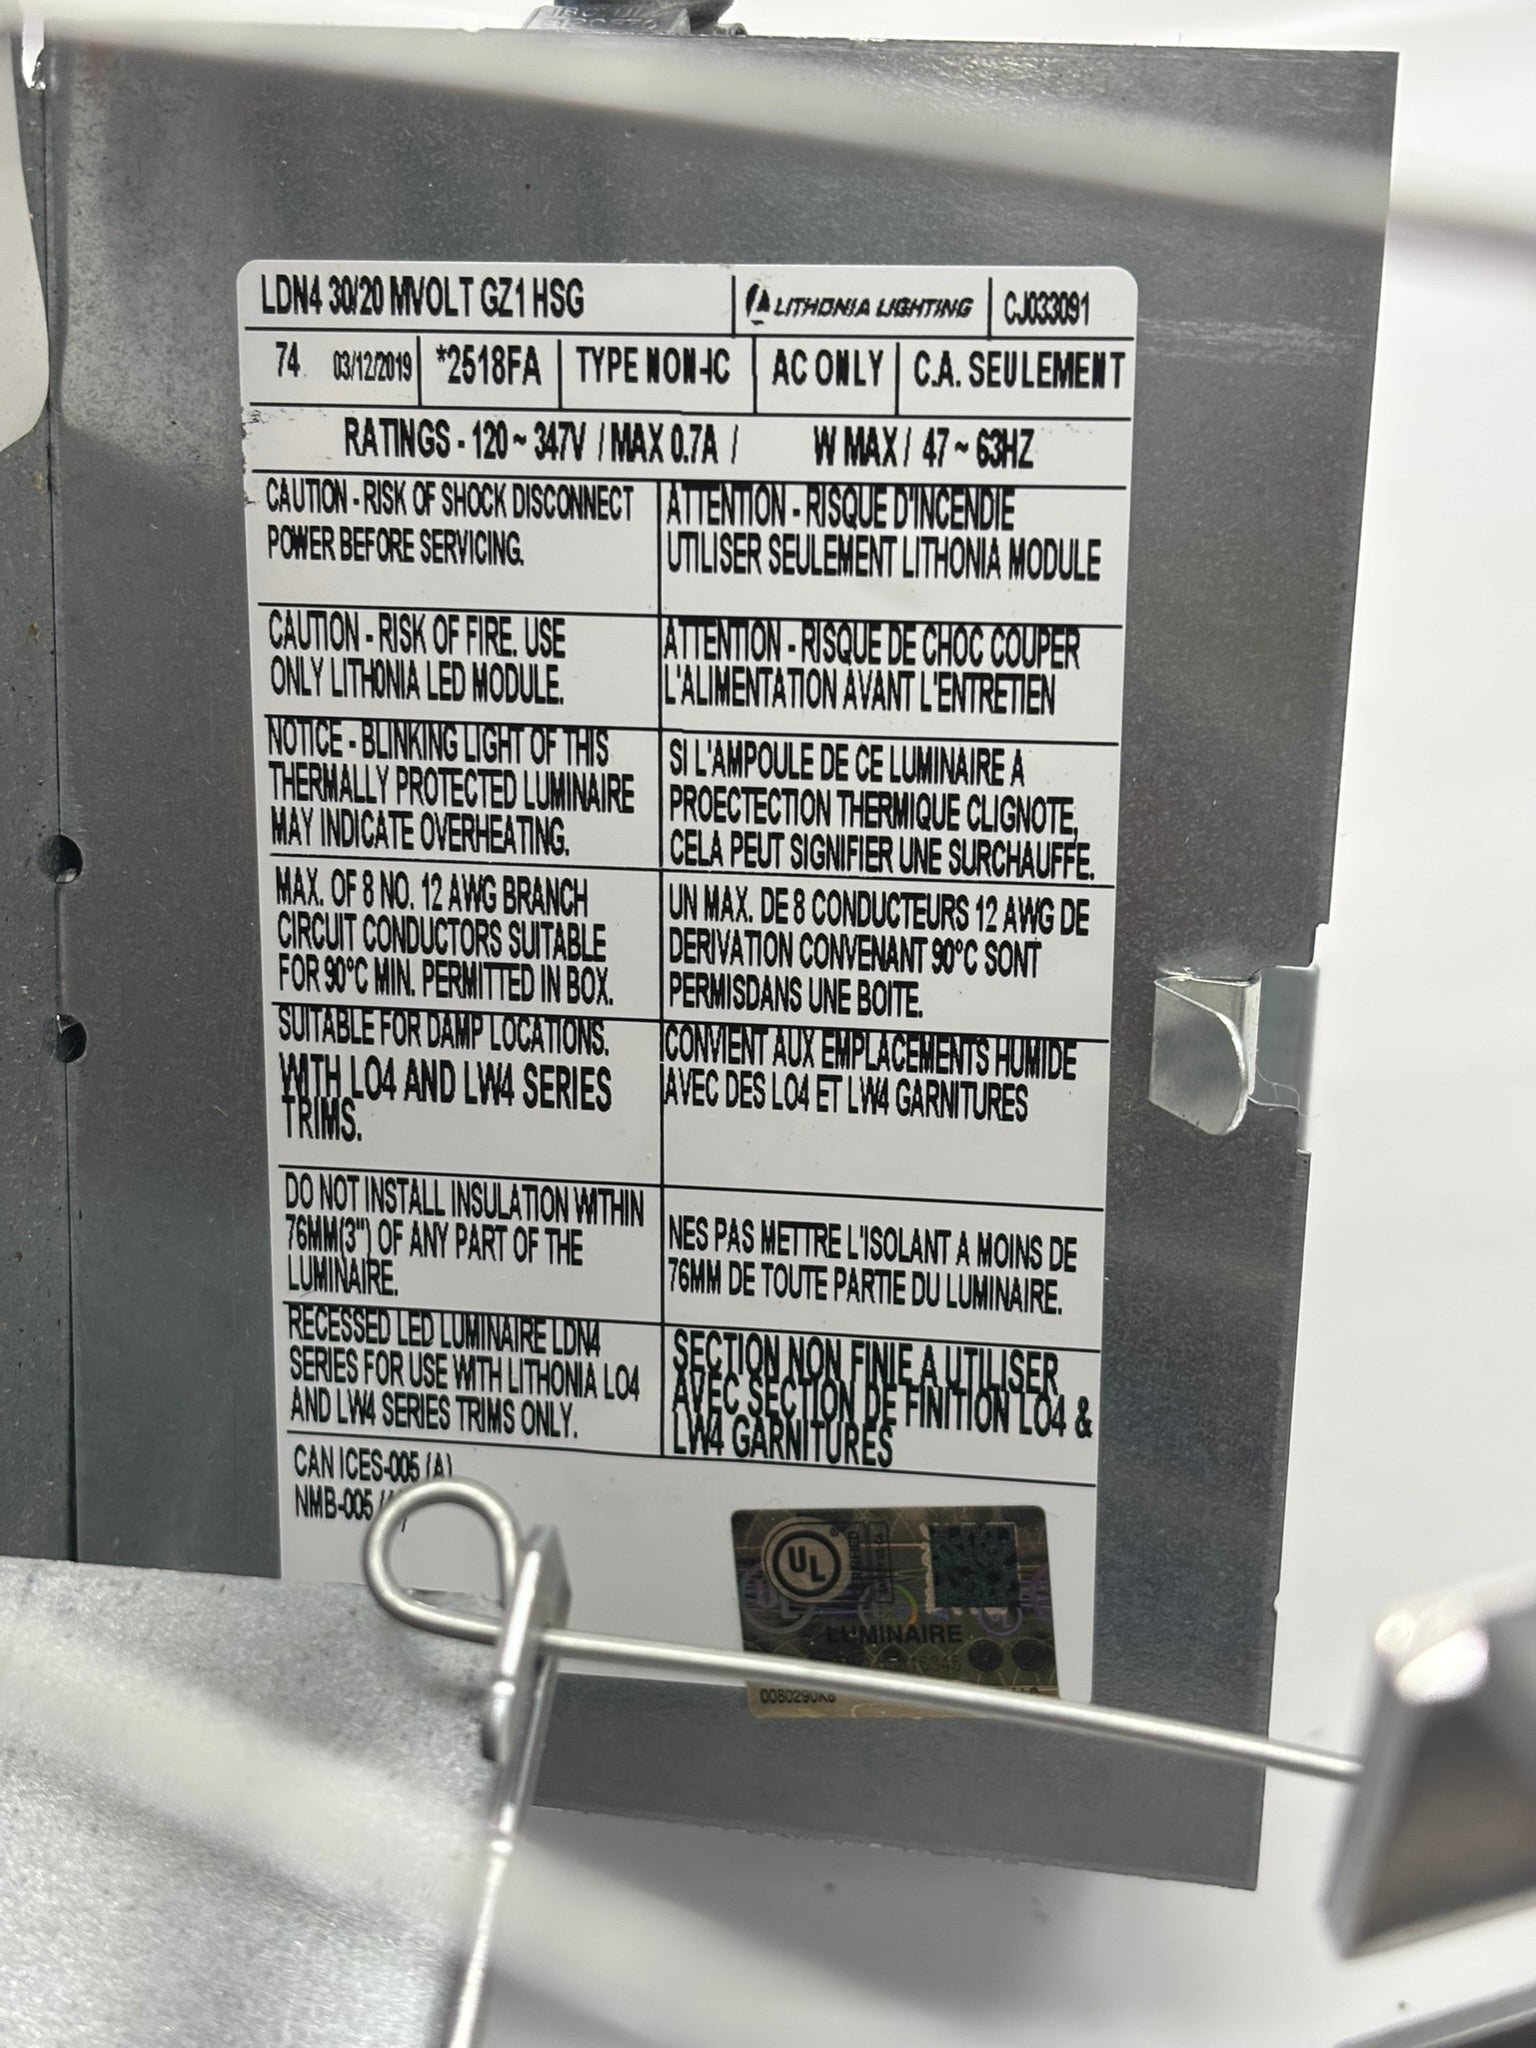 LDN4 30/20 MVOLT GZ1 HSG
LITHONIA LIGHTING
CJ033091
74 03/12/2019
*2518FA
TYPE NON-IC
AC ONLY
C.A. SEULEMENT
RATINGS - 120 ~ 347V / MAX 0.7A / W MAX / 47 ~ 63HZ
CAUTION - RISK OF SHOCK DISCONNECT
POWER BEFORE SERVICING.
ATTENTION - RISQUE D'INCENDIE
UTILISER SEULEMENT LITHONIA MODULE
CAUTION - RISK OF FIRE. USE
ONLY LITHONIA LED MODULE.
ATTENTION - RISQUE DE CHOC COUPER
L'ALIMENTATION AVANT L'ENTRETIEN
NOTICE - BLINKING LIGHT OF THIS
THERMALLY PROTECTED LUMINAIRE
MAY INDICATE OVERHEATING.
SI L'AMPOULE DE CE LUMINAIRE A
PROECTECTION THERMIQUE CLIGNOTE,
CELA PEUT SIGNIFIER UNE SURCHAUFFE.
MAX. OF 8 NO. 12 AWG BRANCH
CIRCUIT CONDUCTORS SUITABLE
FOR 90°C MIN. PERMITTED IN BOX.
UN MAX. DE 8 CONDUCTEURS 12 AWG DE
DERIVATION CONVENANT 90°C SONT
PERMISDANS UNE BOITE.
SUITABLE FOR DAMP LOCATIONS.
WITH LO4 AND LW4 SERIES
TRIMS.
CONVIENT AUX EMPLACEMENTS HUMIDE
AVEC DES LO4 ET LW4 GARNITURES
DO NOT INSTALL INSULATION WITHIN
76MM(3") OF ANY PART OF THE
LUMINAIRE.
NES PAS METTRE L'ISOLANT A MOINS DE
76MM DE TOUTE PARTIE DU LUMINAIRE.
RECESSED LED LUMINAIRE LDN4
SERIES FOR USE WITH LITHONIA LO4
AND LW4 SERIES TRIMS ONLY.
SECTION NON FINIE A UTILISER
AVEC SECTION DE FINITION LO4 &
LW4 GARNITURES
CAN ICES-005 (A)
NMB-005
UL
LUMINAIRE